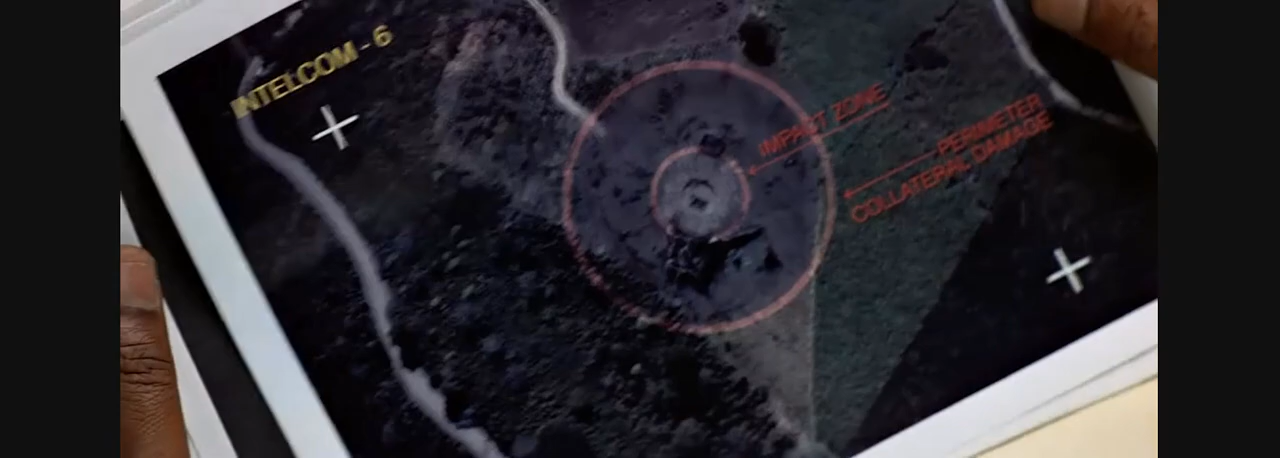 INTELCOM - 6
IMPACT ZONE
PERIMETER
COLLATERAL DAMAGE